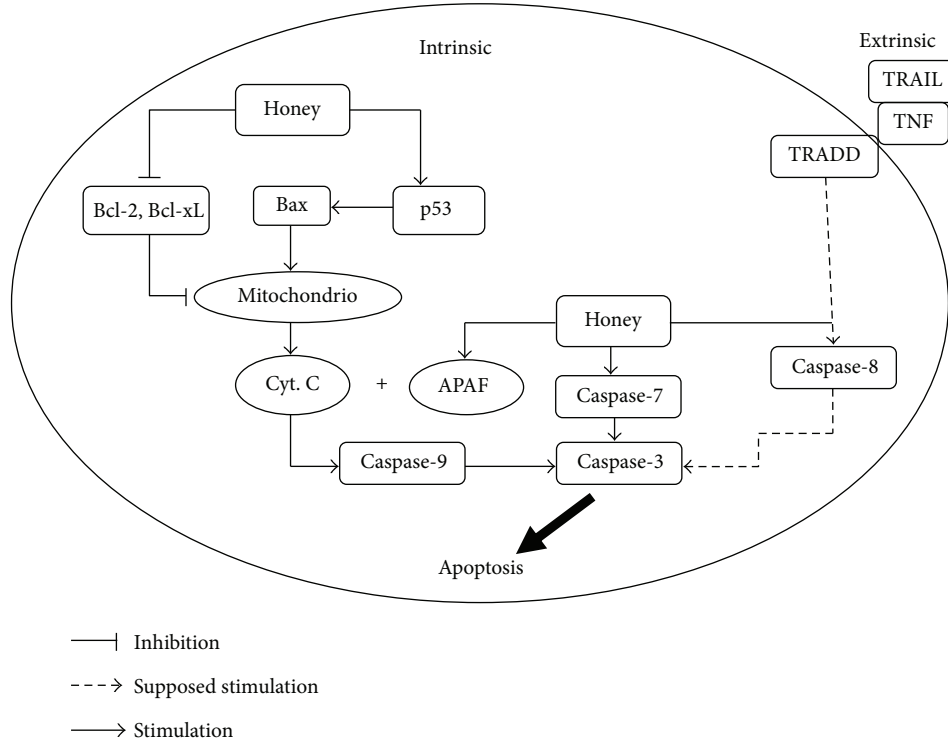 Intrinsic
Extrinsic
TRAIL
TNF
TRADD
Honey
Bcl-2, Bcl-xL
Bax
p53
Mitochondrio
Honey
Cyt. C
+
APAF
Caspase-7
Caspase-8
Caspase-9
Caspase-3
Apoptosis
Inhibition
Supposed stimulation
Stimulation